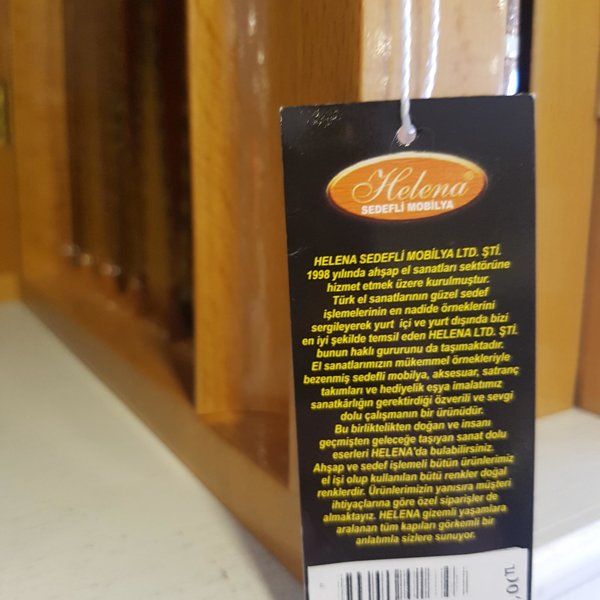 Helena®
SEDEFLİ MOBİLYA
HELENA SEDEFLİ MOBİLYA LTD. ŞTİ.
1998 yılında ahşap el sanatları sektörüne
hizmet etmek üzere kurulmuştur.
Türk el sanatlarının güzel sedef
işlemelerinin en nadide örneklerini
sergileyerek yurt içi ve yurt dışında bizi
en iyi şekilde temsil eden HELENA LTD. ŞTİ.
bunun haklı gururunu da taşımaktadır.
El sanatlarımızın mükemmel örnekleriyle
bezenmiş sedefli mobilya, aksesuar, satranç
takımları ve hediyelik eşya imalatımız
sanatkârlığın gerektirdiği özverili ve sevgi
dolu çalışmanın bir ürünüdür.
Bu birliktelikten doğan ve insanı
geçmişten geleceğe taşıyan sanat dolu
eserleri HELENA'da bulabilirsiniz.
Ahşap ve sedef işlemeli bütün ürünlerimiz
el işi olup kullanılan bütü renkler doğal
renklerdir. Ürünlerimizin yanısıra müşteri
ihtiyaçlarına göre özel siparişler de
almaktayız. HELENA gizemli yaşamlara
aralanan tüm kapıları görkemli bir
anlatımla sizlere sunuyor.